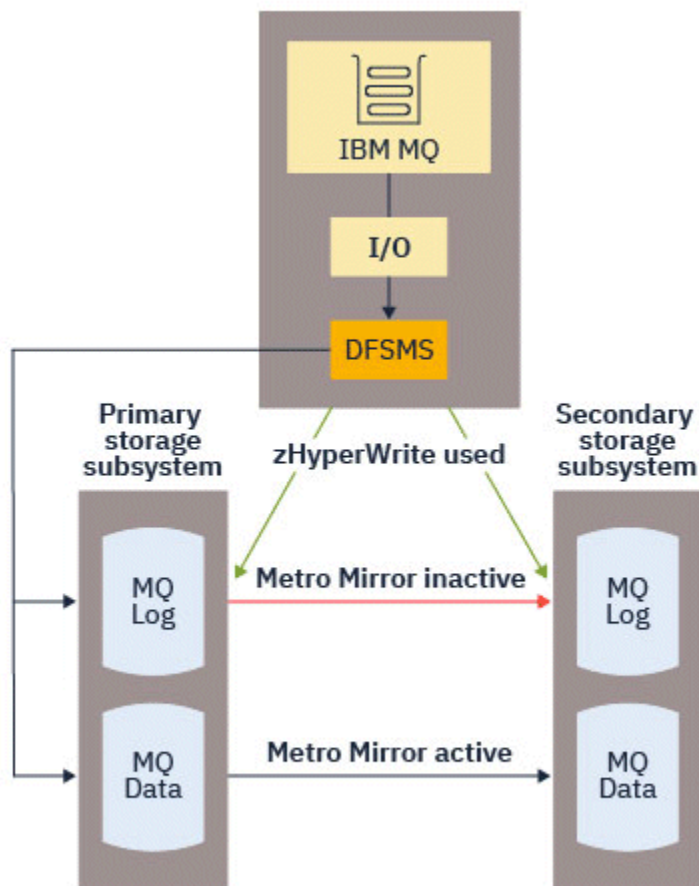 IBM MQ
I/O
DFSMS
Primary
storage
subsystem
zHyperWrite used
Secondary
storage
subsystem
MQ
Log
Metro Mirror inactive
MQ
Log
MQ
Data
Metro Mirror active
MQ
Data